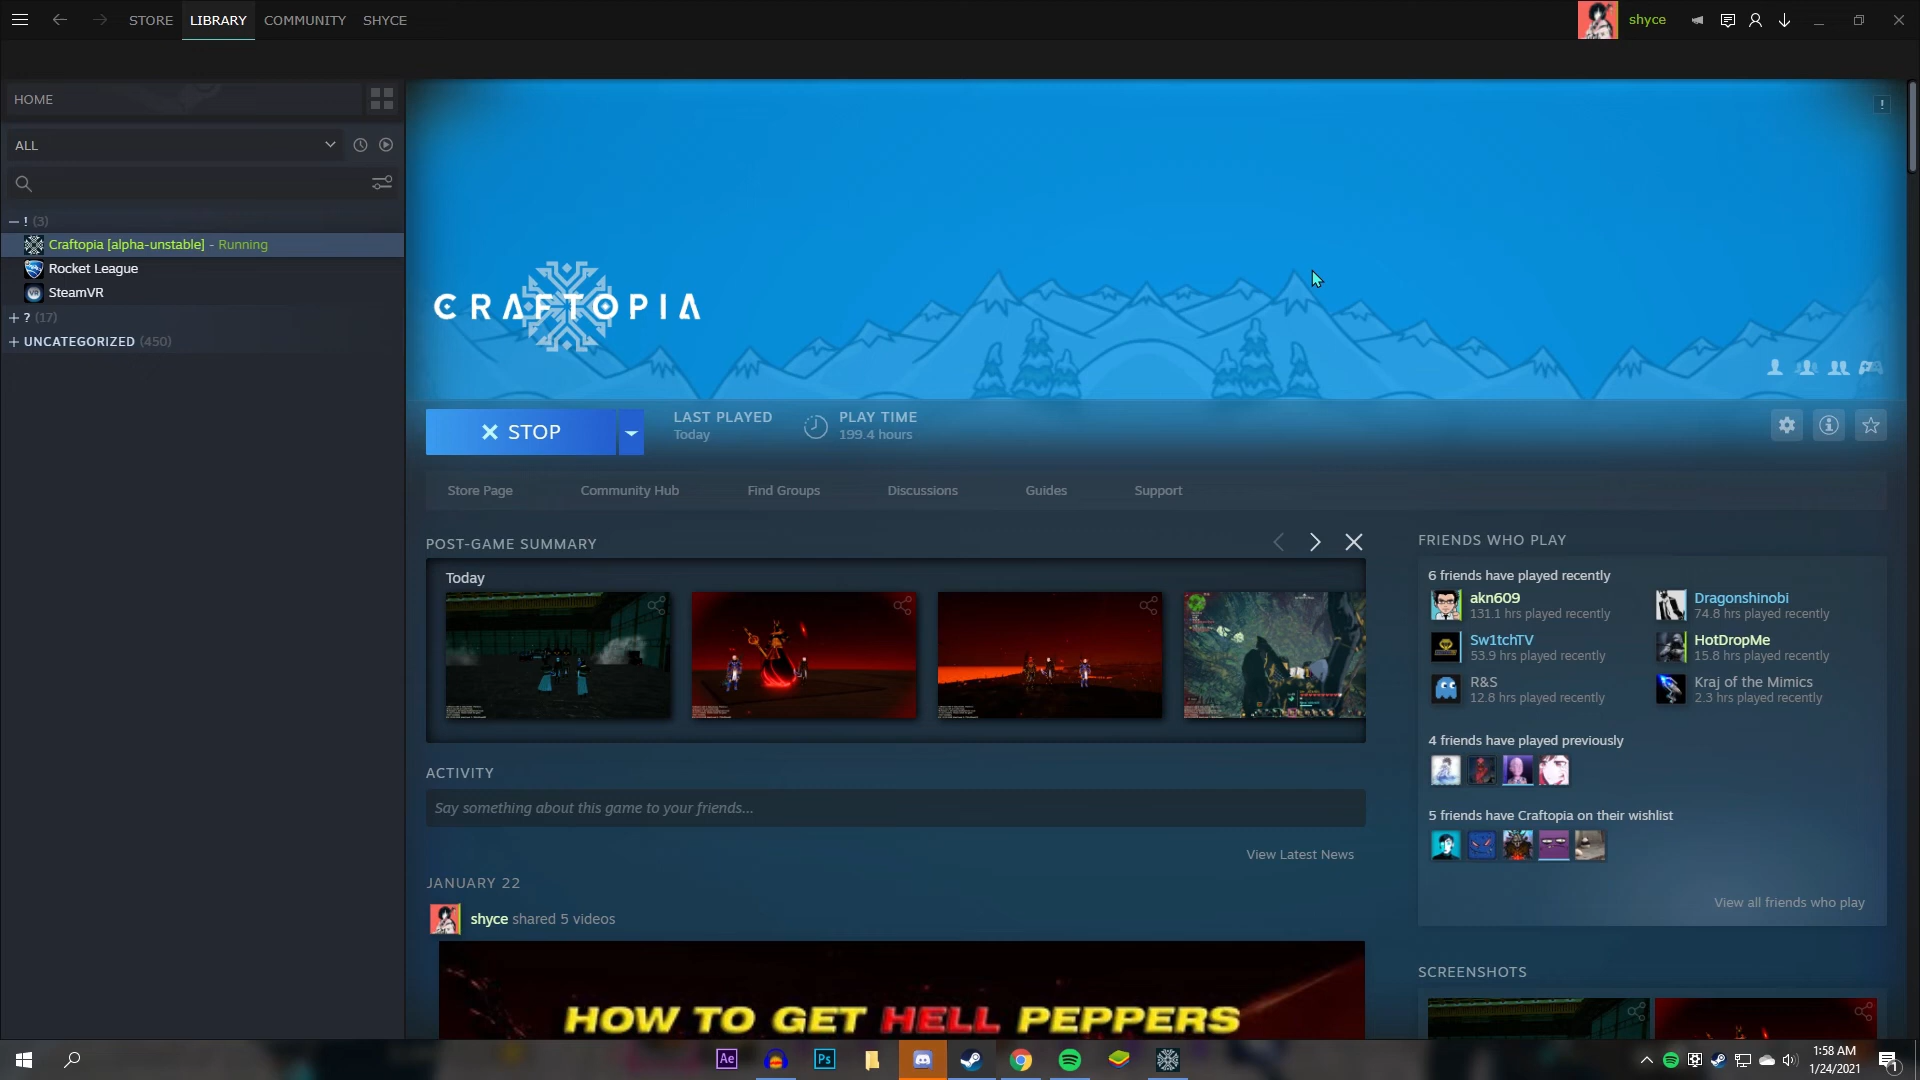 STORE LIBRARY COMMUNITY SHYCE
shyce
HOME
ALL
! (3)
Craftopia [alpha-unstable] - Running
Rocket League
SteamVR
? (17)
UNCATEGORIZED (450)
!
CRAFTOPIA
STOP
LAST PLAYED
Today
PLAY TIME
199.4 hours
Store Page Community Hub Find Groups Discussions Guides Support
POST-GAME SUMMARY
Today
ACTIVITY
Say something about this game to your friends...
View Latest News
JANUARY 22
shyce shared 5 videos
HOW TO GET HELL PEPPERS
FRIENDS WHO PLAY
6 friends have played recently
akn609
131.1 hrs played recently
Dragonshinobi
74.8 hrs played recently
Sw1tchTV
53.9 hrs played recently
HotDropMe
15.8 hrs played recently
R&S
12.8 hrs played recently
Kraj of the Mimics
2.3 hrs played recently
4 friends have played previously
5 friends have Craftopia on their wishlist
View all friends who play
SCREENSHOTS
Ae
Ps
1:58 AM
1/24/2021
1